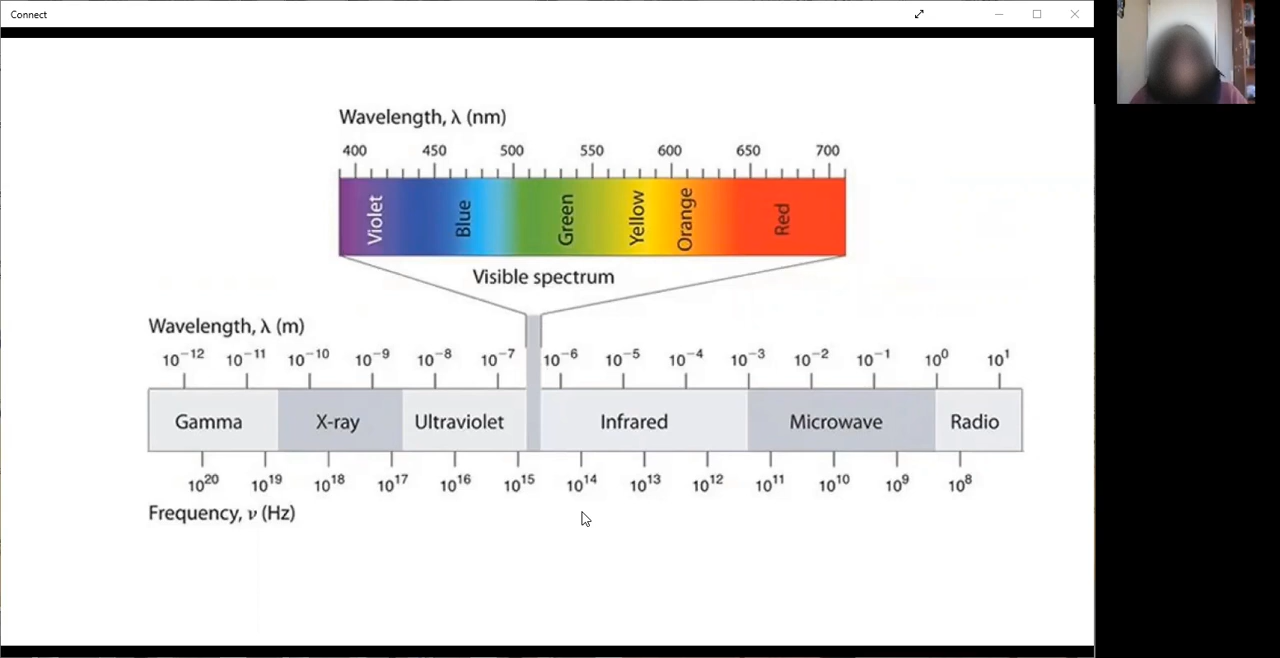 Connect
Wavelength, λ (nm)
400 450 500 550 600 650 700
Violet Blue Green Yellow Orange Red
Visible spectrum
Wavelength, λ (m)
10⁻¹² 10⁻¹¹ 10⁻¹⁰ 10⁻⁹ 10⁻⁸ 10⁻⁷ 10⁻⁶ 10⁻⁵ 10⁻⁴ 10⁻³ 10⁻² 10⁻¹ 10⁰ 10¹
Gamma X-ray Ultraviolet Infrared Microwave Radio
10²⁰ 10¹⁹ 10¹⁸ 10¹⁷ 10¹⁶ 10¹⁵ 10¹⁴ 10¹³ 10¹² 10¹¹ 10¹⁰ 10⁹ 10⁸
Frequency, ν (Hz)